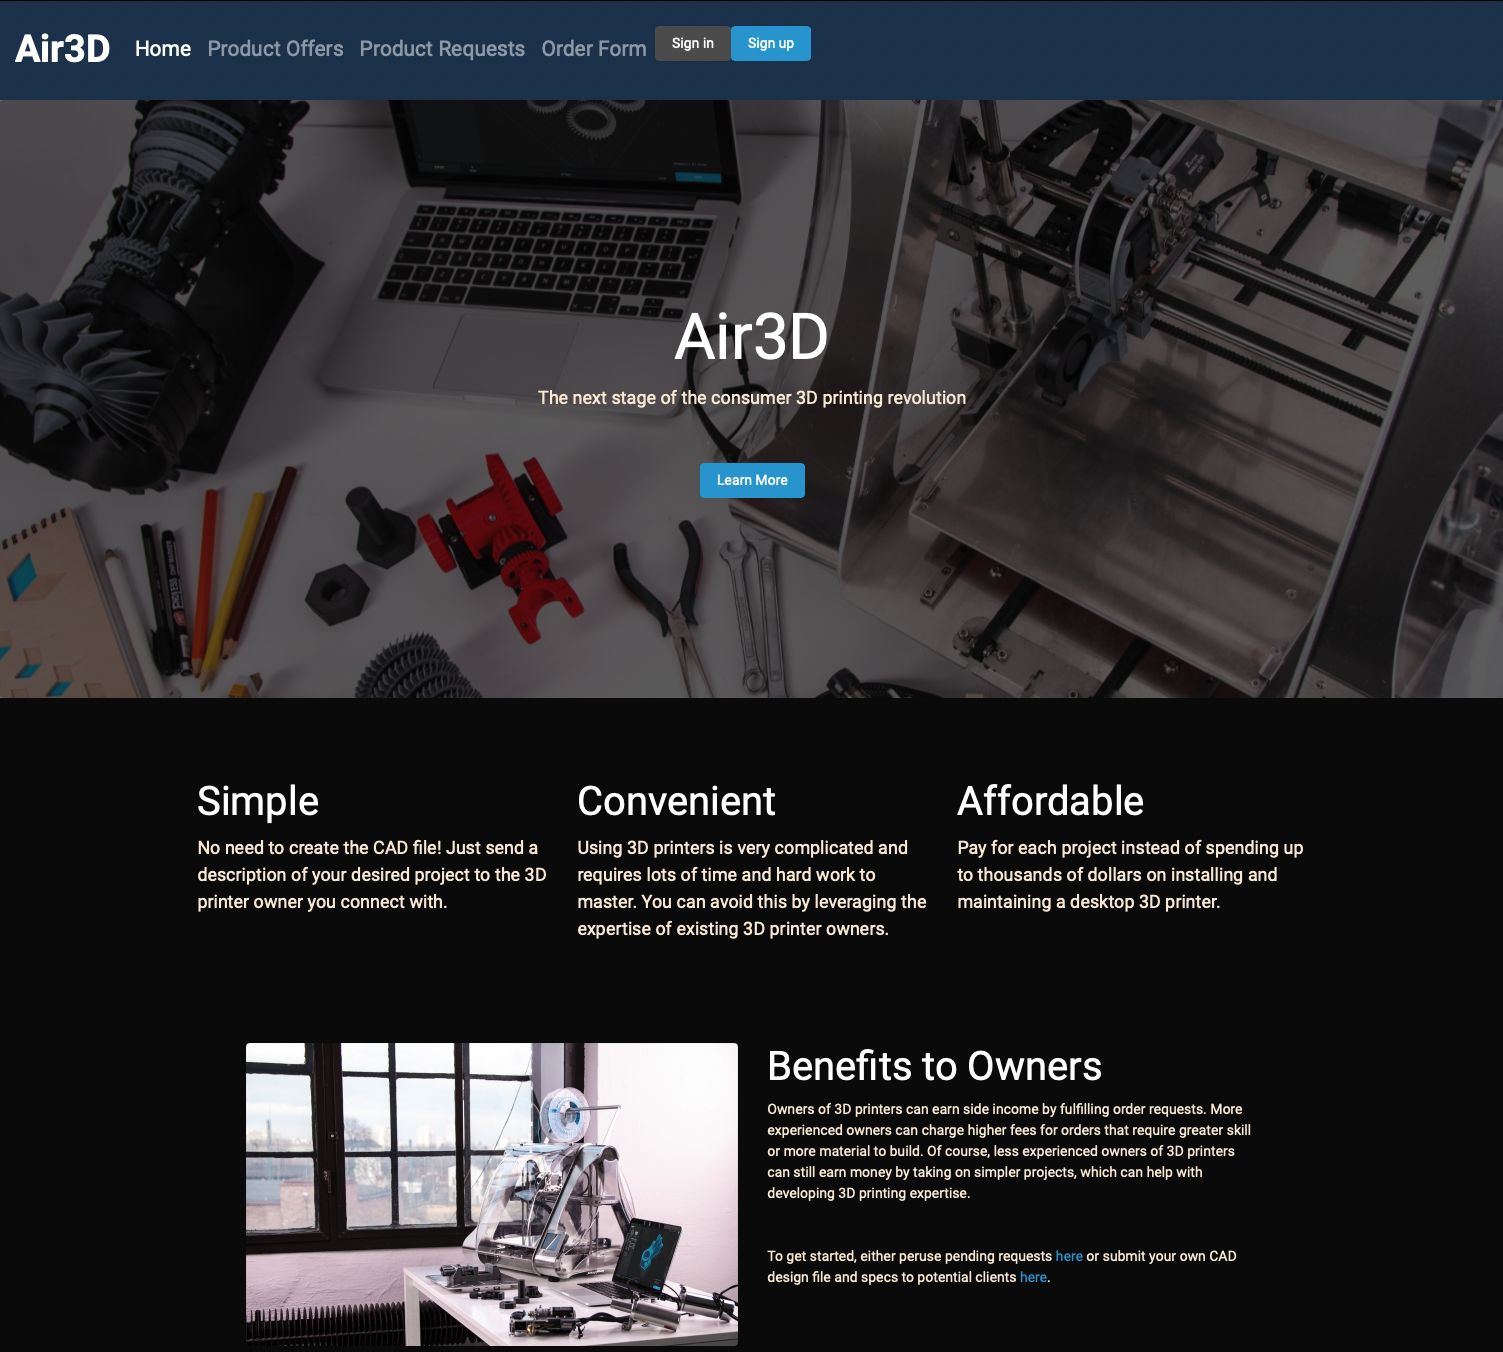 Air3D Home Product Offers Product Requests Order Form Sign in Sign up
Air3D
The next stage of the consumer 3D printing revolution
Learn More
Simple
No need to create the CAD file! Just send a
description of your desired project to the 3D
printer owner you connect with.
Convenient
Using 3D printers is very complicated and
requires lots of time and hard work to
master. You can avoid this by leveraging the
expertise of existing 3D printer owners.
Affordable
Pay for each project instead of spending up
to thousands of dollars on installing and
maintaining a desktop 3D printer.
Benefits to Owners
Owners of 3D printers can earn side income by fulfilling order requests. More
experienced owners can charge higher fees for orders that require greater skill
or more material to build. Of course, less experienced owners of 3D printers
can still earn money by taking on simpler projects, which can help with
developing 3D printing expertise.
To get started, either peruse pending requests here or submit your own CAD
design file and specs to potential clients here.